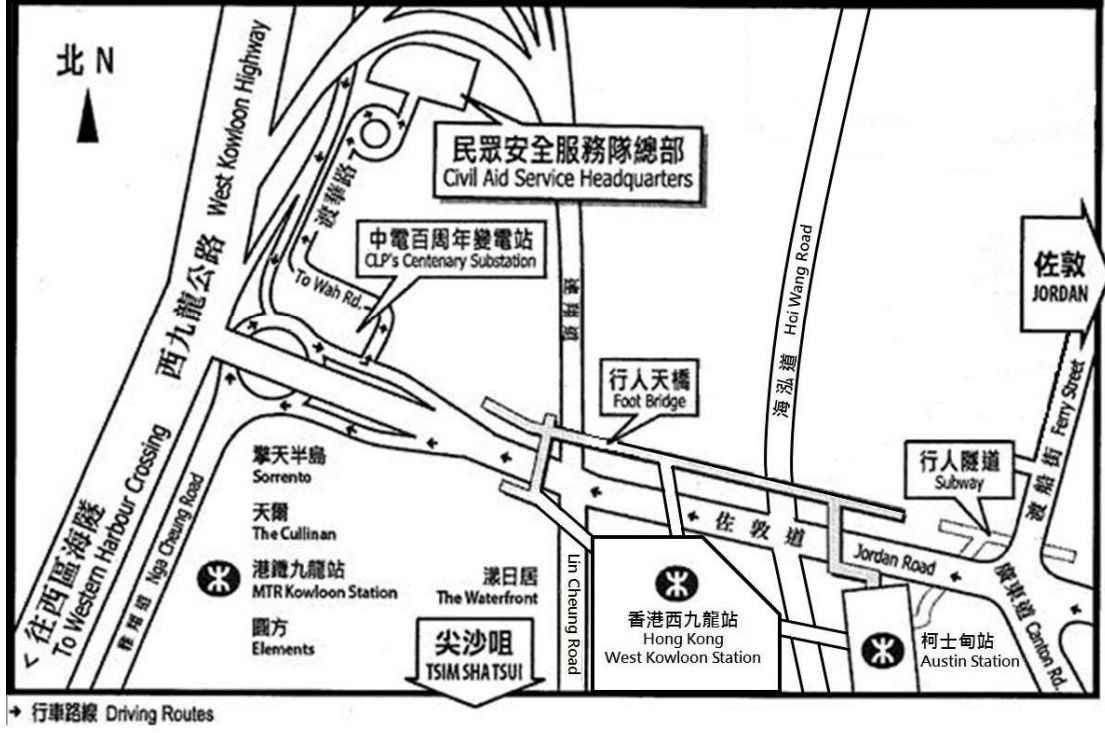 北 N
西九龍公路 West Kowloon Highway
民眾安全服務隊總部
Civil Aid Service Headquarters
渡華路
中電百周年變電站
CLP's Centenary Substation
To Wah Rd.
連翔道
海泓道 Hoi Wang Road
佐敦
JORDAN
行人天橋
Foot Bridge
渡船街 Ferry Street
行人隧道
Subway
佐敦道
Jordan Road
廣東道 Canton Rd.
往西區海隧
To Western Harbour Crossing
雅翔道 Nga Cheung Road
擎天半島
Sorrento
天爾
The Cullinan
港鐵九龍站
MTR Kowloon Station
圓方
Elements
漾日居
The Waterfront
尖沙咀
TSIM SHA TSUI
Lin Cheung Road
香港西九龍站
Hong Kong
West Kowloon Station
柯士甸站
Austin Station
→ 行車路線 Driving Routes